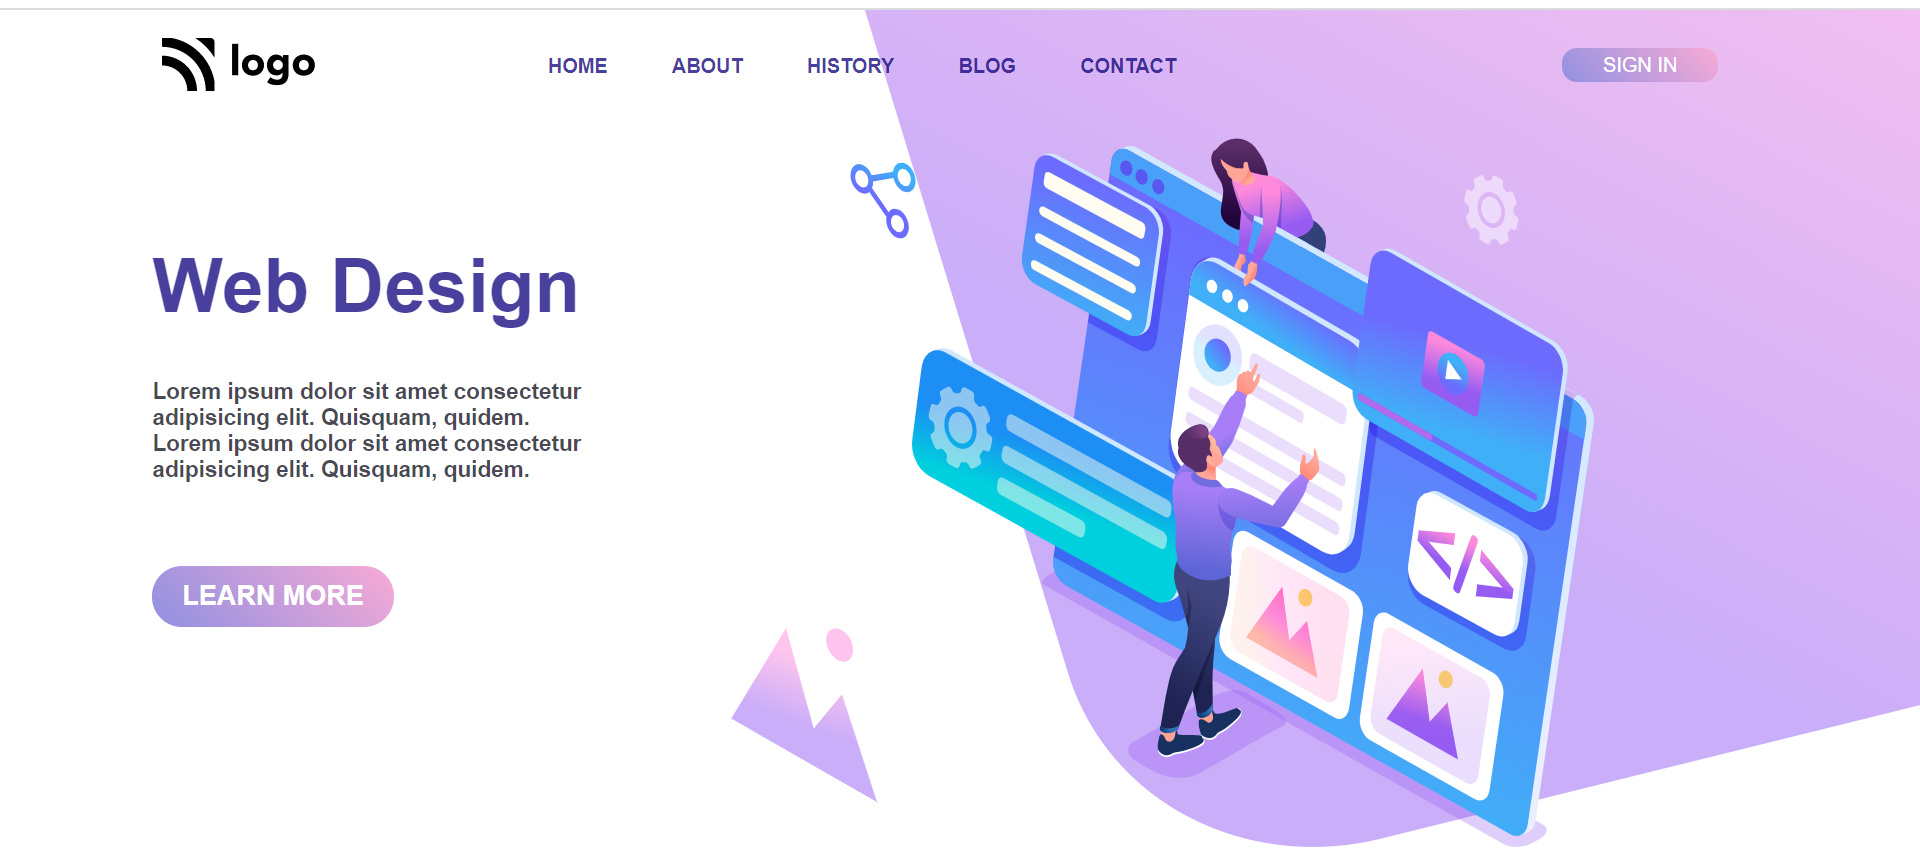 logo
HOME ABOUT HISTORY BLOG CONTACT
SIGN IN
Web Design
Lorem ipsum dolor sit amet consectetur
adipisicing elit. Quisquam, quidem.
Lorem ipsum dolor sit amet consectetur
adipisicing elit. Quisquam, quidem.
LEARN MORE
</>